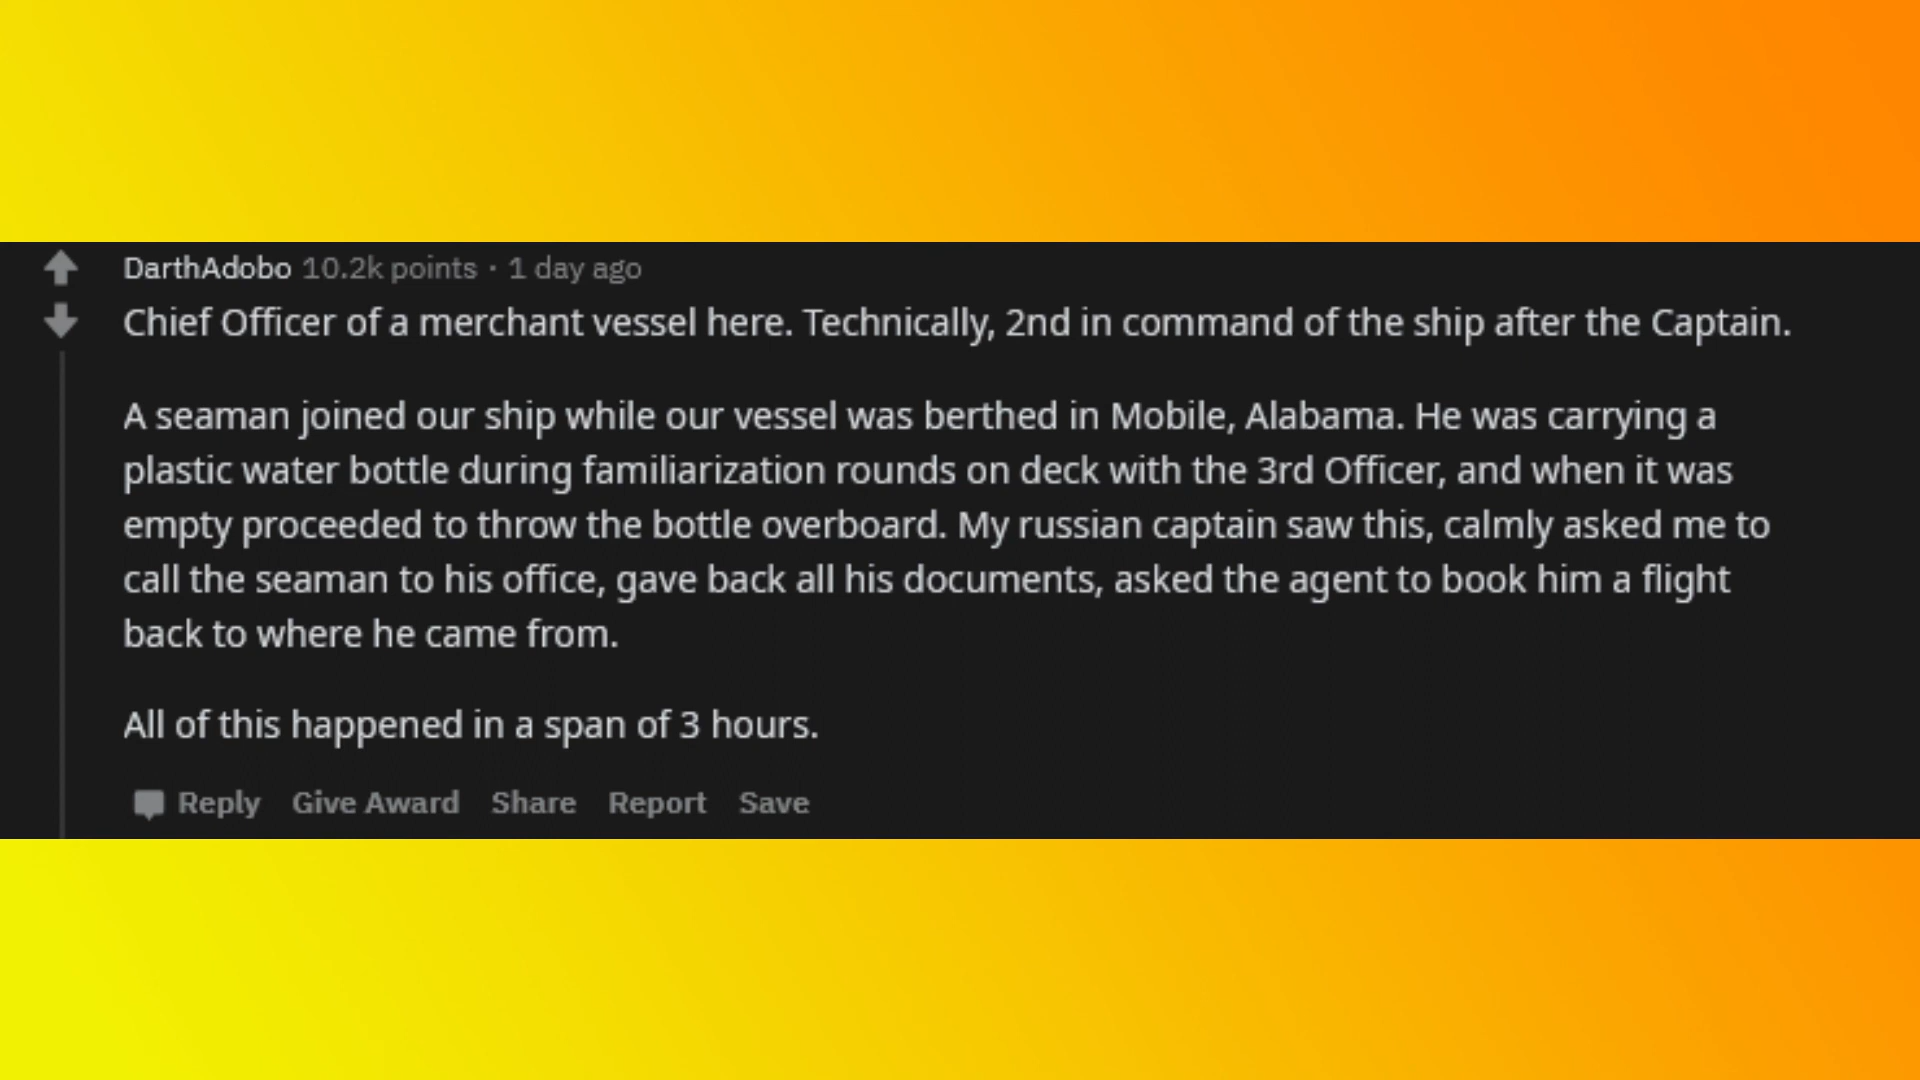 DarthAdobo 10.2k points · 1 day ago
Chief Officer of a merchant vessel here. Technically, 2nd in command of the ship after the Captain.
A seaman joined our ship while our vessel was berthed in Mobile, Alabama. He was carrying a
plastic water bottle during familiarization rounds on deck with the 3rd Officer, and when it was
empty proceeded to throw the bottle overboard. My russian captain saw this, calmly asked me to
call the seaman to his office, gave back all his documents, asked the agent to book him a flight
back to where he came from.
All of this happened in a span of 3 hours.
Reply Give Award Share Report Save